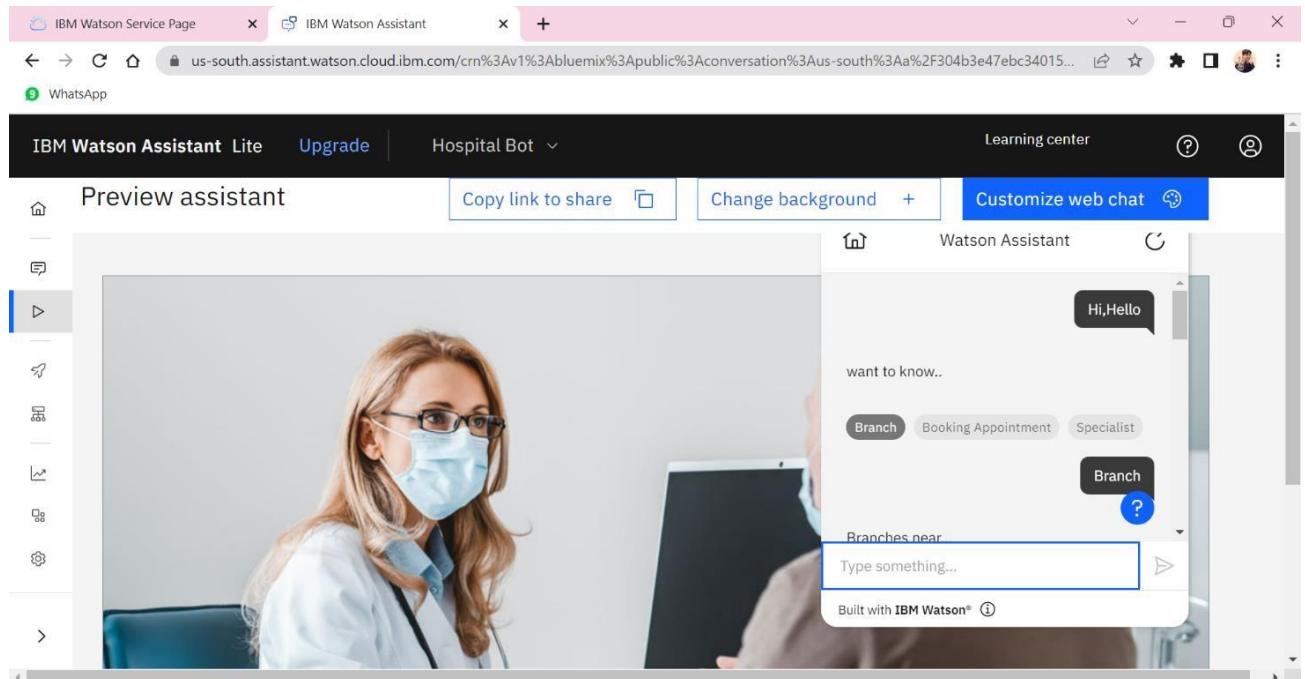 IBM Watson Service Page
IBM Watson Assistant
us-south.assistant.watson.cloud.ibm.com/crn%3Av1%3Abluemix%3Apublic%3Aconversation%3Aus-south%3Aa%2F304b3e47ebc34015...
WhatsApp
IBM Watson Assistant Lite Upgrade Hospital Bot Learning center
Preview assistant Copy link to share Change background + Customize web chat
Watson Assistant
Hi,Hello
want to know..
Branch Booking Appointment Specialist
Branch
?
Branches near
Type something...
Built with IBM Watson®